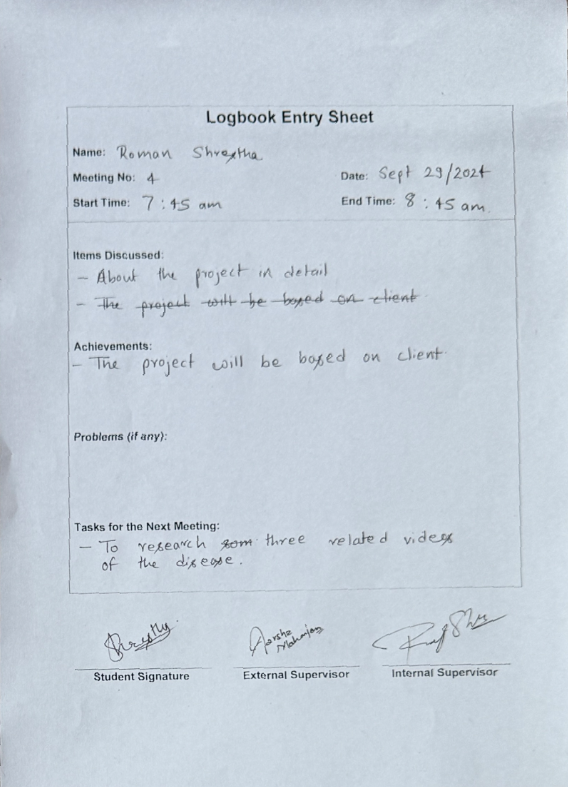 Logbook Entry Sheet
Name: Roman Shrestha
Meeting No: 4 Date: Sept 29/2024
Start Time: 7:45 am End Time: 8:45 am
Items Discussed:
- About the project in detail
- The project will be based on client
Achievements:
- The project will be based on client
Problems (if any):
Tasks for the Next Meeting:
- To research som three related videos
of the disease.
Shrestha
Maharjan
Student Signature External Supervisor Internal Supervisor